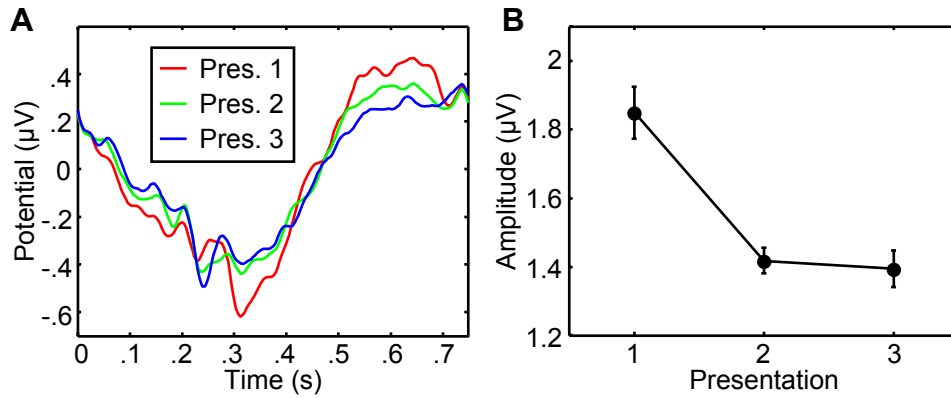 A
Potential (µV)
.4
.2
0
-.2
-.4
-.6
Pres. 1
Pres. 2
Pres. 3
0 .1 .2 .3 .4 .5 .6 .7
Time (s)
B
Amplitude (µV)
2
1.8
1.6
1.4
1.2
1 2 3
Presentation